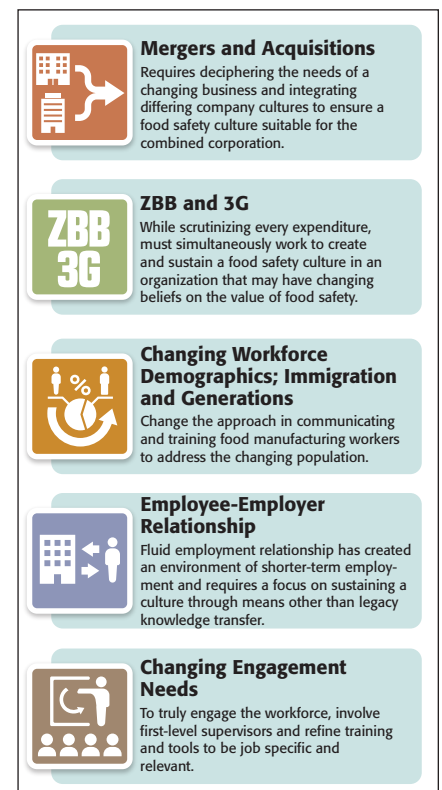 Mergers and Acquisitions
Requires deciphering the needs of a
changing business and integrating
differing company cultures to ensure a
food safety culture suitable for the
combined corporation.
ZBB
3G
ZBB and 3G
While scrutinizing every expenditure,
must simultaneously work to create
and sustain a food safety culture in an
organization that may have changing
beliefs on the value of food safety.
%
Changing Workforce
Demographics; Immigration
and Generations
Change the approach in communicating
and training food manufacturing workers
to address the changing population.
Employee-Employer
Relationship
Fluid employment relationship has created
an environment of shorter-term employ-
ment and requires a focus on sustaining a
culture through means other than legacy
knowledge transfer.
Changing Engagement
Needs
To truly engage the workforce, involve
first-level supervisors and refine training
and tools to be job specific and
relevant.